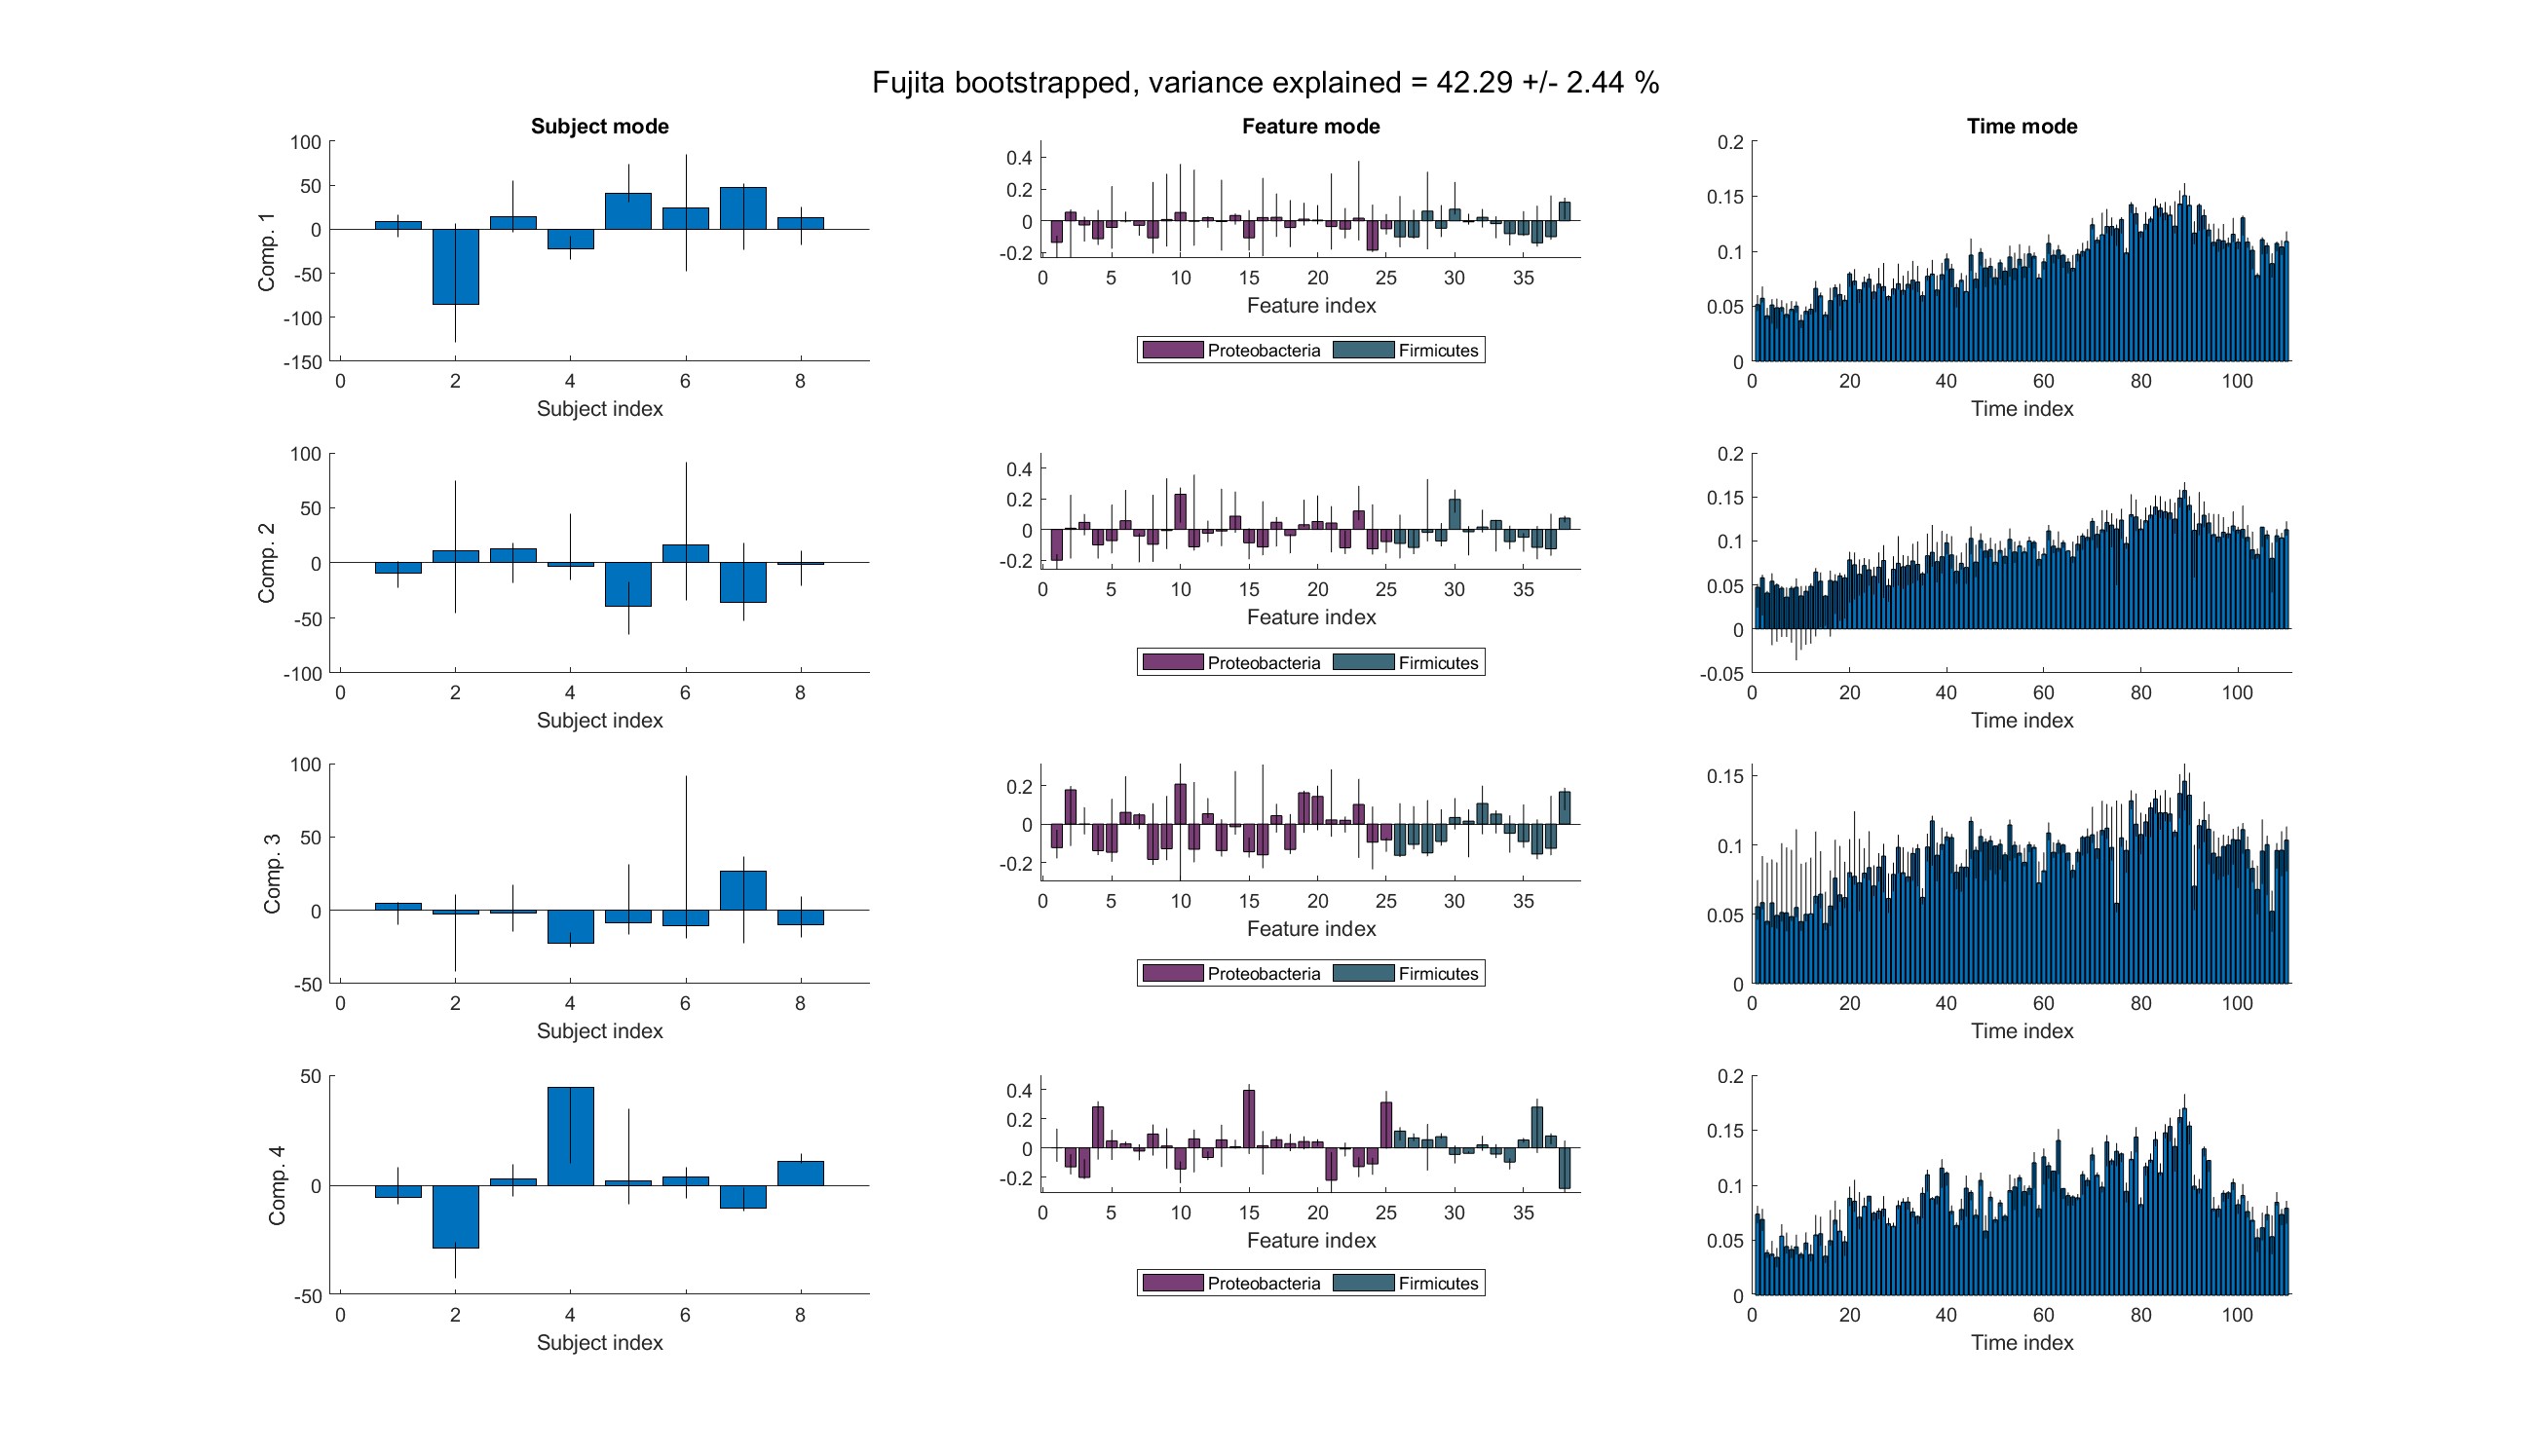 Fujita bootstrapped, variance explained = 42.29 +/- 2.44 %
Subject mode
Feature mode
Time mode
Comp. 1
100
50
0
-50
-100
-150
0 2 4 6 8
Subject index
0.4
0.2
0
-0.2
0 5 10 15 20 25 30 35
Feature index
Proteobacteria Firmicutes
0.2
0.15
0.1
0.05
0
0 20 40 60 80 100
Time index
Comp. 2
100
50
0
-50
-100
0 2 4 6 8
Subject index
0.4
0.2
0
-0.2
0 5 10 15 20 25 30 35
Feature index
Proteobacteria Firmicutes
0.2
0.15
0.1
0.05
0
-0.05
0 20 40 60 80 100
Time index
Comp. 3
100
50
0
-50
0 2 4 6 8
Subject index
0.2
0
-0.2
0 5 10 15 20 25 30 35
Feature index
Proteobacteria Firmicutes
0.15
0.1
0.05
0
0 20 40 60 80 100
Time index
Comp. 4
50
0
-50
0 2 4 6 8
Subject index
0.4
0.2
0
-0.2
0 5 10 15 20 25 30 35
Feature index
Proteobacteria Firmicutes
0.2
0.15
0.1
0.05
0
0 20 40 60 80 100
Time index